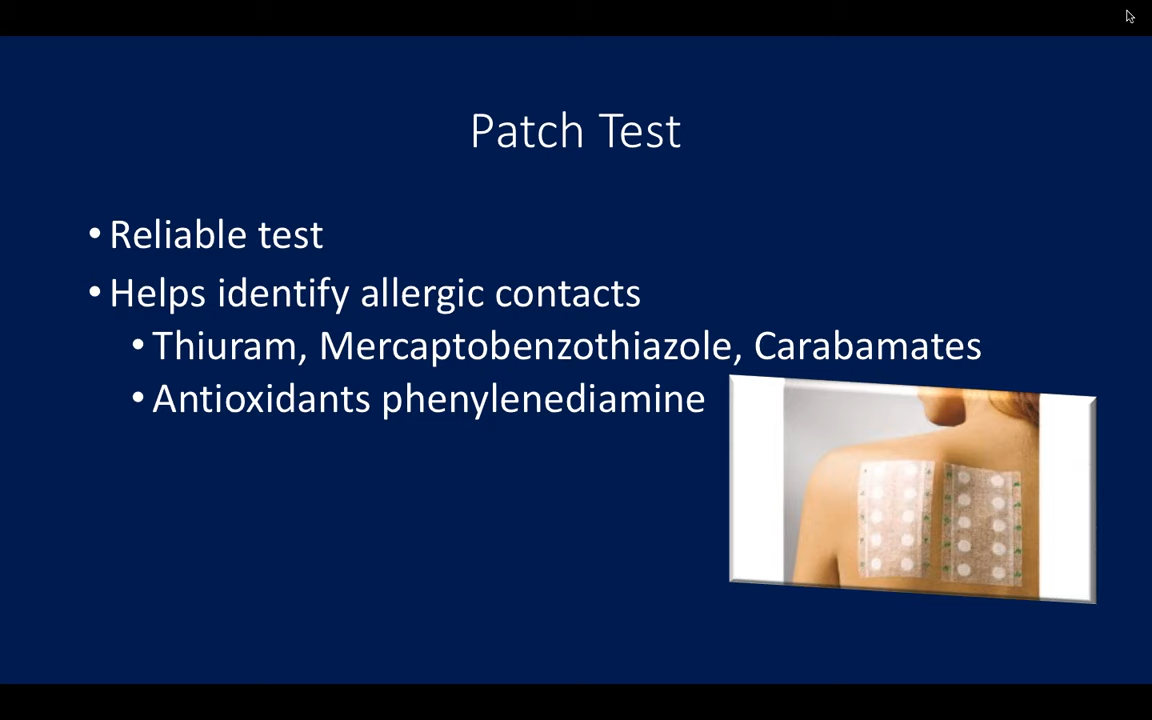 Patch Test
• Reliable test
• Helps identify allergic contacts
• Thiuram, Mercaptobenzothiazole, Carabamates
• Antioxidants phenylenediamine